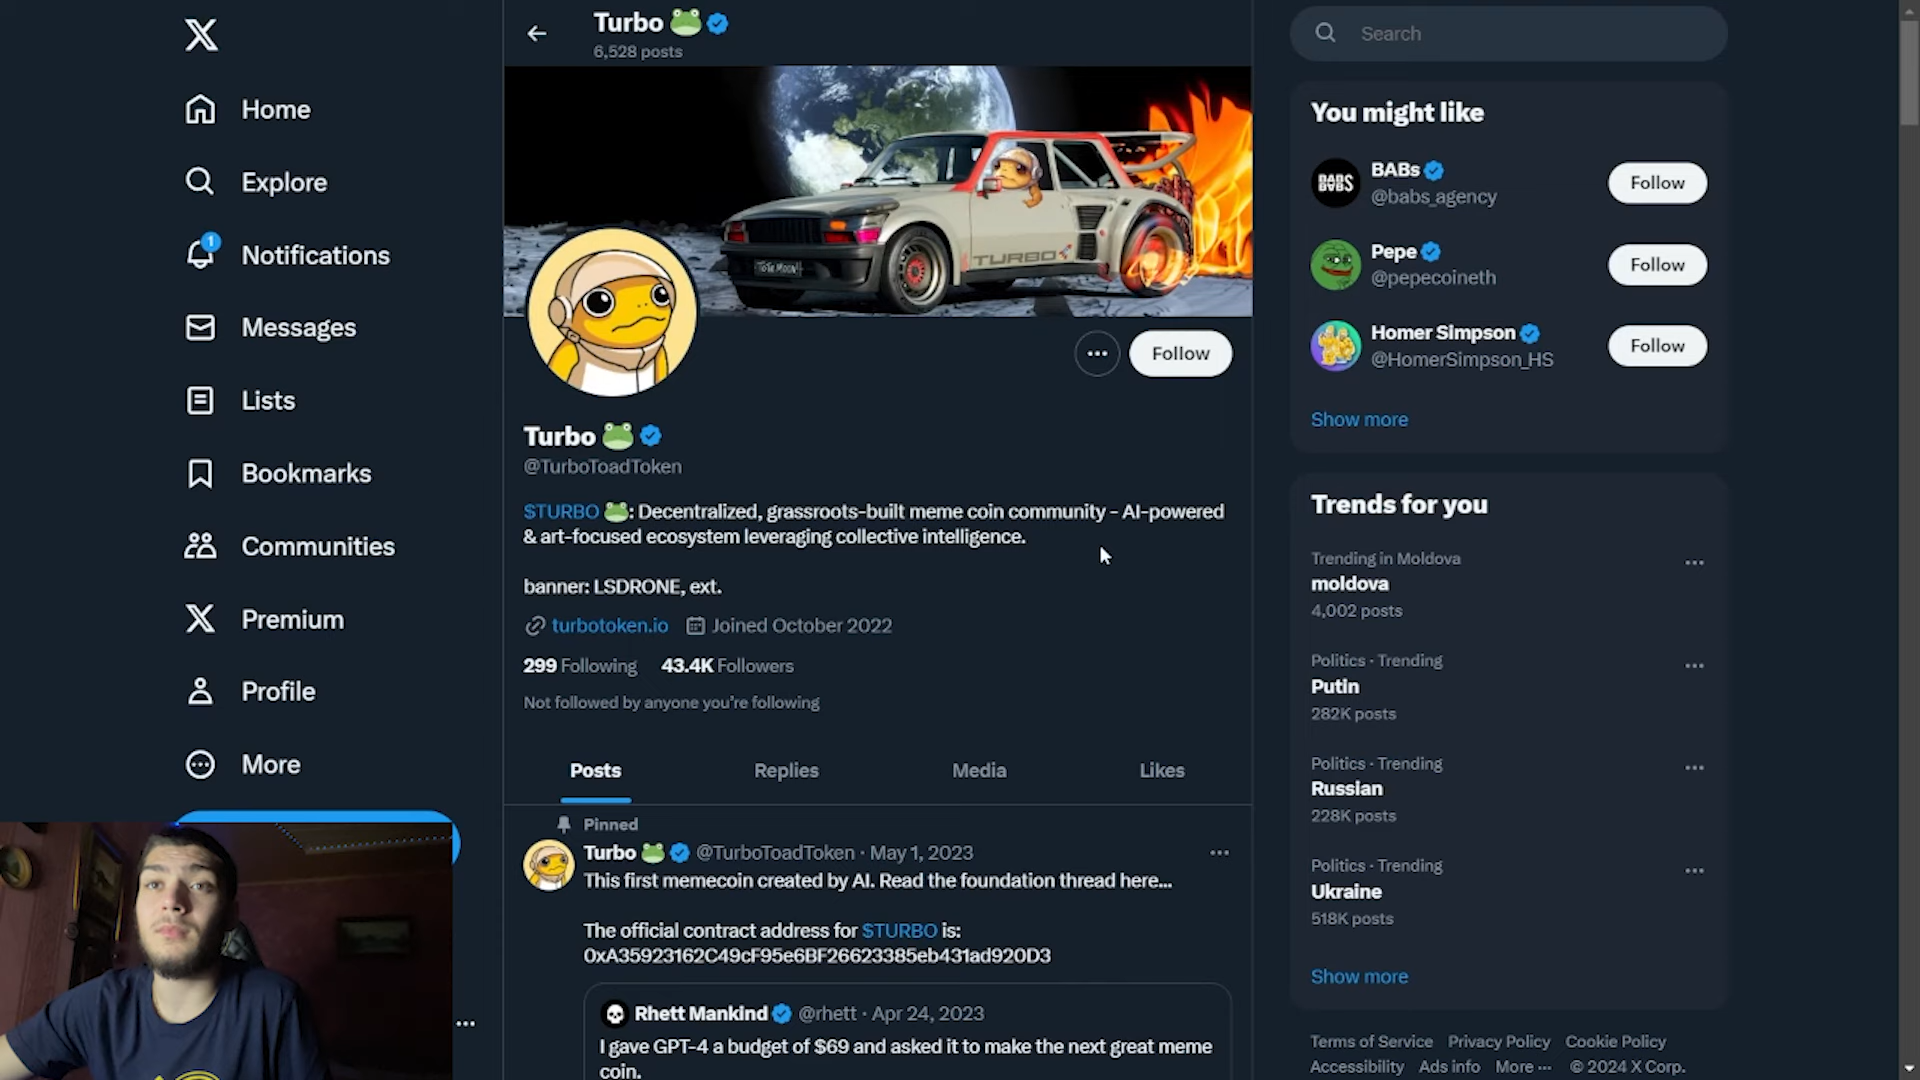 Home
Explore
1
Notifications
Messages
Lists
Bookmarks
Communities
Premium
Profile
More
Turbo
6,528 posts
TURBO
To Te Moon!
Follow
Turbo
@TurboToadToken
$TURBO 🐸: Decentralized, grassroots-built meme coin community - AI-powered
& art-focused ecosystem leveraging collective intelligence.
banner: LSDRONE, ext.
turbotoken.io Joined October 2022
299 Following 43.4K Followers
Not followed by anyone you're following
Posts Replies Media Likes
Pinned
Turbo @TurboToadToken · May 1, 2023
This first memecoin created by AI. Read the foundation thread here...
The official contract address for $TURBO is:
0xA35923162C49cF95e6BF26623385eb431ad920D3
Rhett Mankind @rhett · Apr 24, 2023
I gave GPT-4 a budget of $69 and asked it to make the next great meme
coin.
Search
You might like
BABS
BABS
BABs
@babs_agency
Follow
Pepe
@pepecoineth
Follow
Homer Simpson
@HomerSimpson_HS
Follow
Show more
Trends for you
Trending in Moldova
moldova
4,002 posts
Politics · Trending
Putin
282K posts
Politics · Trending
Russian
228K posts
Politics · Trending
Ukraine
518K posts
Show more
Terms of Service Privacy Policy Cookie Policy
Accessibility Ads info More ··· © 2024 X Corp.